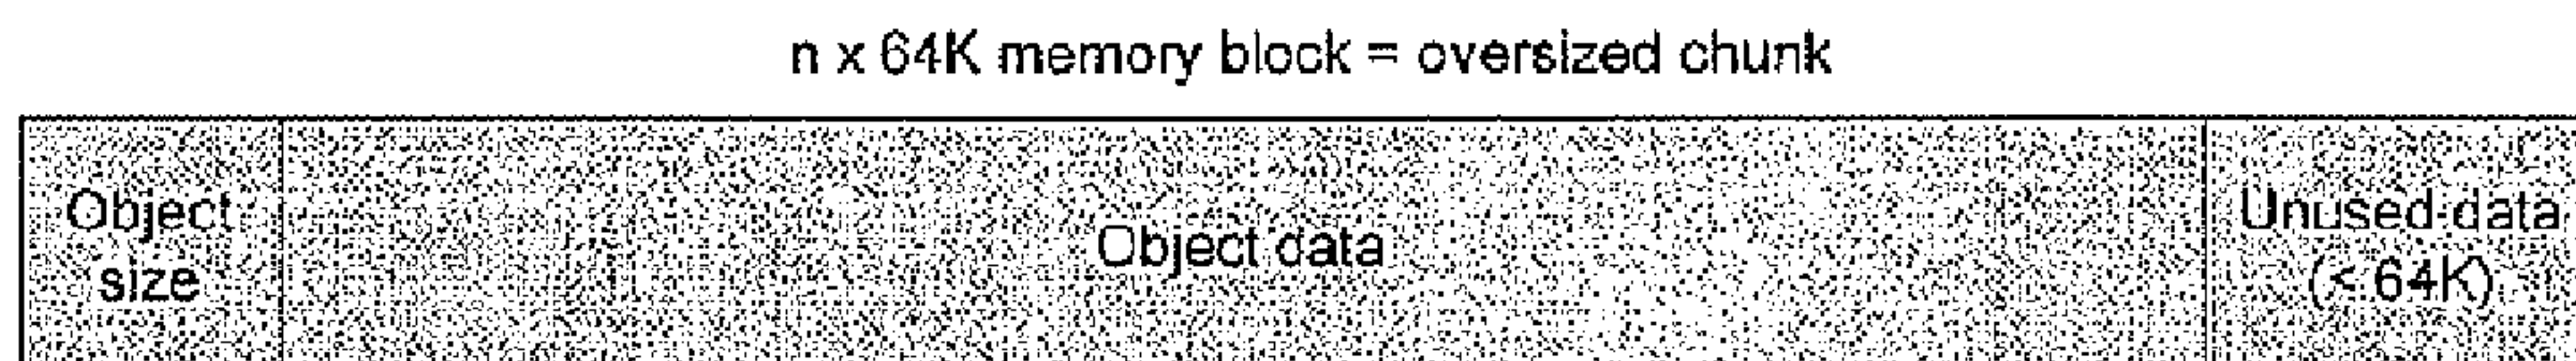 n x 64K memory block = oversized chunk
Object
size
Object data
Unused data
(< 64K)